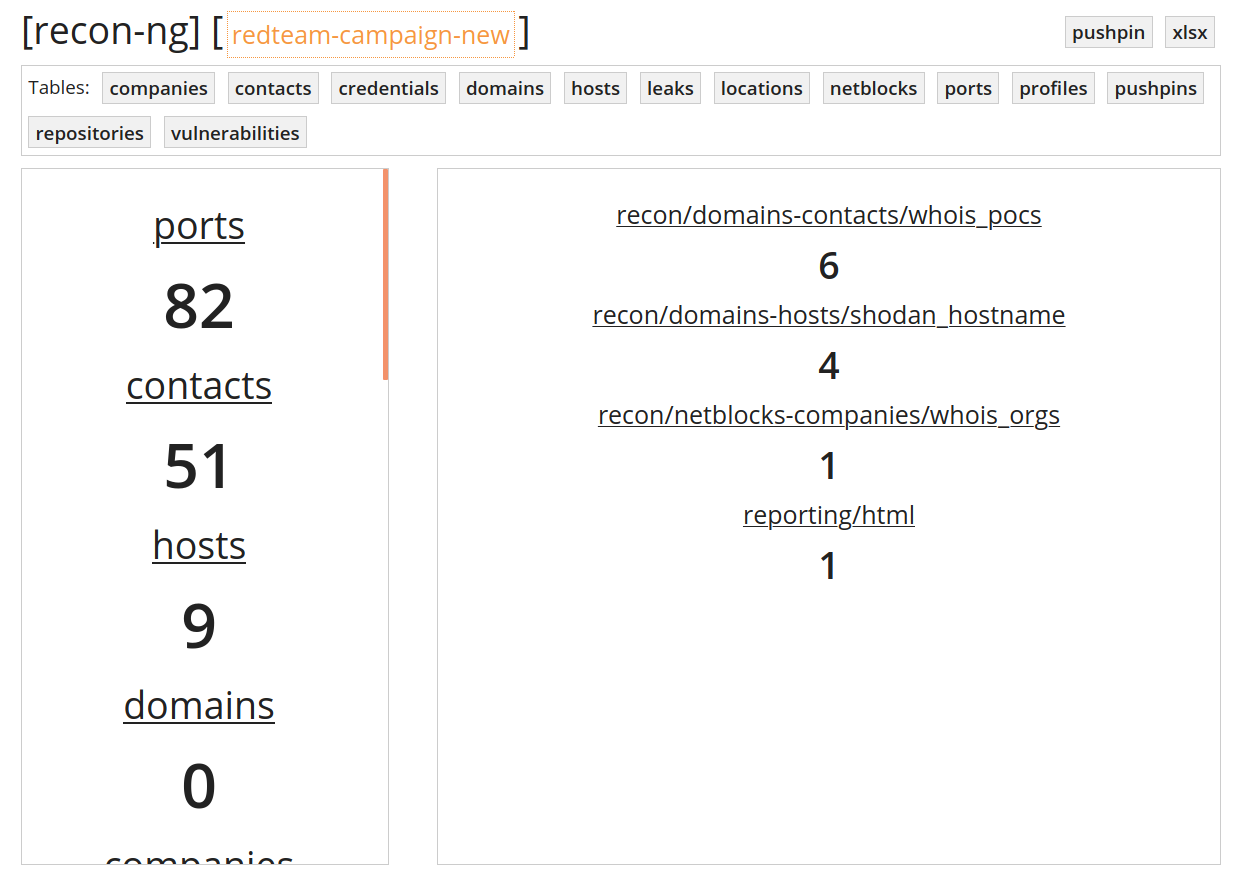 [recon-ng] [ redteam-campaign-new ] pushpin xlsx
Tables: companies contacts credentials domains hosts leaks locations netblocks ports profiles pushpins
repositories vulnerabilities
ports
82
contacts
51
hosts
9
domains
0
companies
recon/domains-contacts/whois_pocs
6
recon/domains-hosts/shodan_hostname
4
recon/netblocks-companies/whois_orgs
1
reporting/html
1